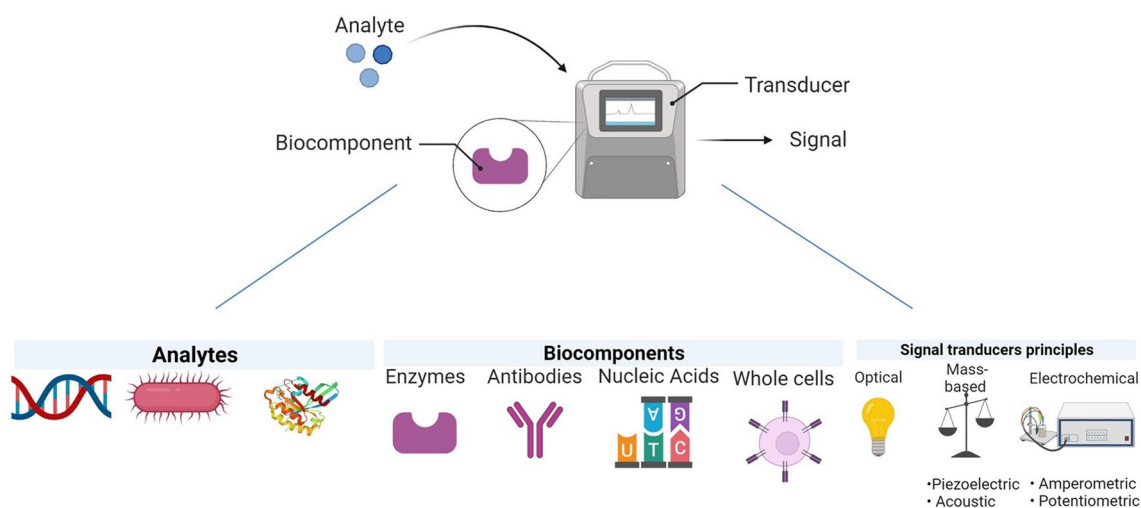 Analyte
Transducer
Biocomponent
Signal
Analytes
Biocomponents
Signal tranducers principles
Enzymes
Antibodies
Nucleic Acids
Whole cells
Optical
Mass-
based
Electrochemical
A G
U T C
•Piezoelectric
• Acoustic
• Amperometric
• Potentiometric